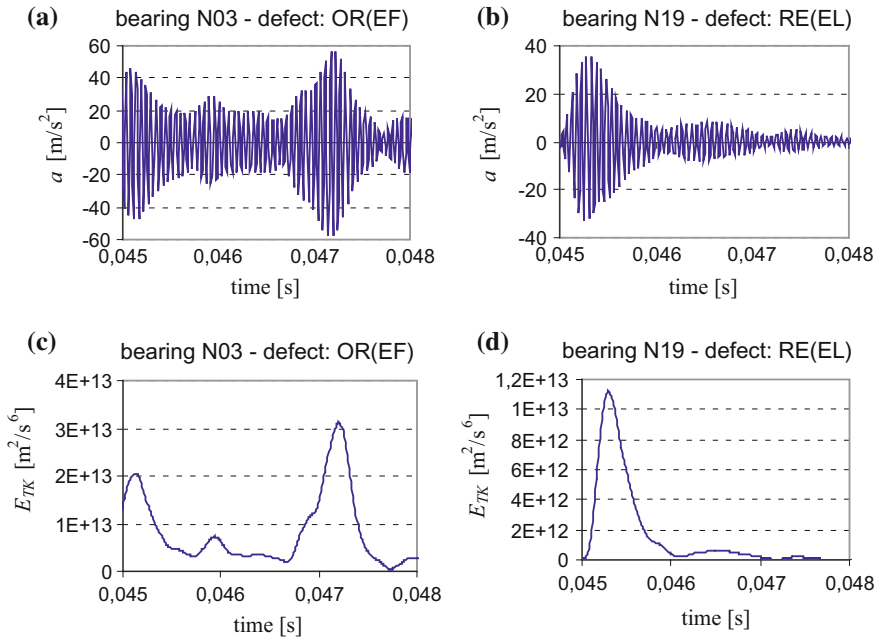 (a)
bearing N03 - defect: OR(EF)
a [m/s²]
60
40
20
0
-20
-40
-60
0,045
0,046
0,047
0,048
time [s]
(b)
bearing N19 - defect: RE(EL)
a [m/s²]
40
20
0
-20
-40
0,045
0,046
0,047
0,048
time [s]
(c)
bearing N03 - defect: OR(EF)
E_TK [m²/s⁶]
4E+13
3E+13
2E+13
1E+13
0
0,045
0,046
0,047
0,048
time [s]
(d)
bearing N19 - defect: RE(EL)
E_TK [m²/s⁶]
1,2E+13
1E+13
8E+12
6E+12
4E+12
2E+12
0
0,045
0,046
0,047
0,048
time [s]